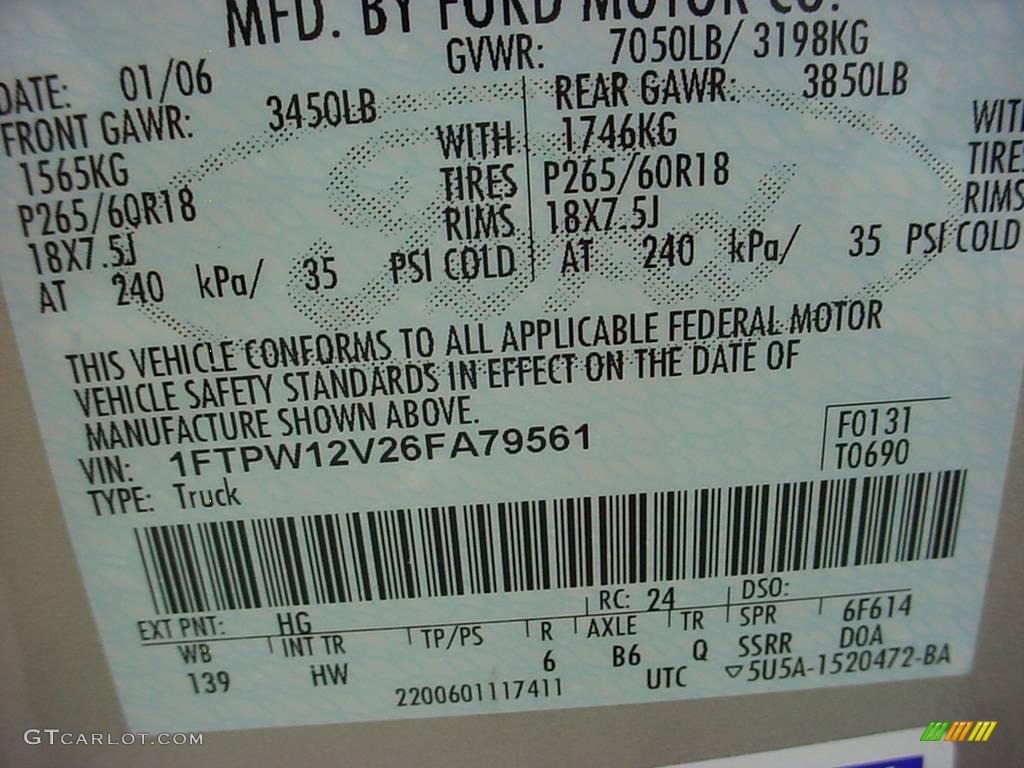 MFD. BY FORD MOTOR CO.
DATE: 01/06 GVWR: 7050LB/ 3198KG
FRONT GAWR: 3450LB REAR GAWR: 3850LB
1565KG WITH 1746KG WITH
P265/60R18 TIRES P265/60R18 TIRES
18X7.5J RIMS 18X7.5J RIMS
AT 240 kPa/ 35 PSI COLD AT 240 kPa/ 35 PSI COLD
THIS VEHICLE CONFORMS TO ALL APPLICABLE FEDERAL MOTOR
VEHICLE SAFETY STANDARDS IN EFFECT ON THE DATE OF
MANUFACTURE SHOWN ABOVE.
VIN: 1FTPW12V26FA79561 F0131
TYPE: Truck T0690
EXT PNT: HG RC: 24 DSO:
WB INT TR TP/PS R AXLE TR SPR 6F614
139 HW 6 B6 Q SSRR DOA
2200601117411 UTC ▽5U5A-1520472-BA
GTCARLOT.COM